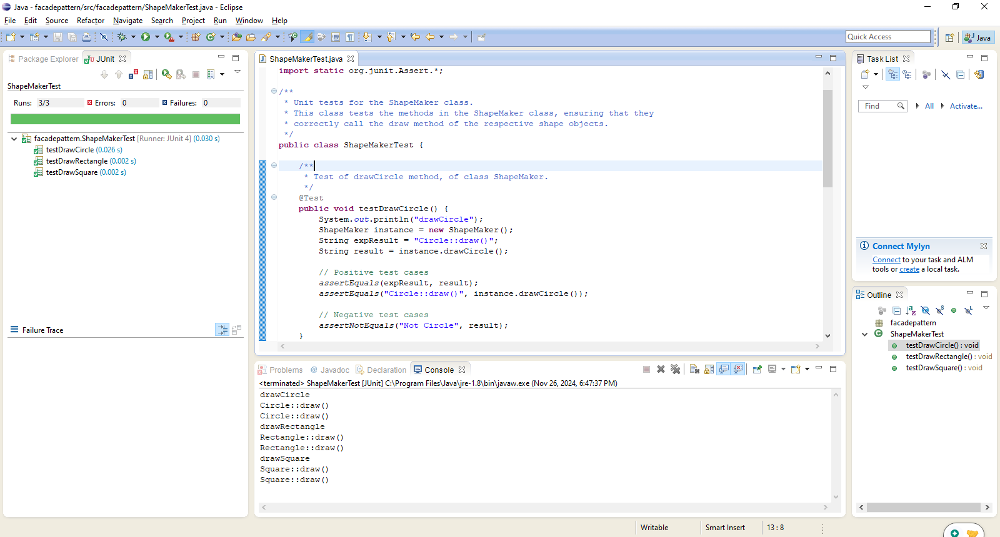 Java - facadepattern/src/facadepattern/ShapeMakerTest.java - Eclipse
File Edit Source Refactor Navigate Search Project Run Window Help
Quick Access
Java
Package Explorer
JUnit
ShapeMakerTest
Runs: 3/3 Errors: 0 Failures: 0
facadepattern.ShapeMakerTest [Runner: JUnit 4] (0.030 s)
testDrawCircle (0.026 s)
testDrawRectangle (0.002 s)
testDrawSquare (0.002 s)
Failure Trace
ShapeMakerTest.java
import static org.junit.Assert.*;
/**
* Unit tests for the ShapeMaker class.
* This class tests the methods in the ShapeMaker class, ensuring that they
* correctly call the draw method of the respective shape objects.
*/
public class ShapeMakerTest {
/**
* Test of drawCircle method, of class ShapeMaker.
*/
@Test
public void testDrawCircle() {
System.out.println("drawCircle");
ShapeMaker instance = new ShapeMaker();
String expResult = "Circle::draw()";
String result = instance.drawCircle();
// Positive test cases
assertEquals(expResult, result);
assertEquals("Circle::draw()", instance.drawCircle());
// Negative test cases
assertNotEquals("Not Circle", result);
}
Problems @ Javadoc Declaration Console
<terminated> ShapeMakerTest [JUnit] C:\Program Files\Java\jre-1.8\bin\javaw.exe (Nov 26, 2024, 6:47:37 PM)
drawCircle
Circle::draw()
Circle::draw()
drawRectangle
Rectangle::draw()
Rectangle::draw()
drawSquare
Square::draw()
Square::draw()
Task List
Find All Activate...
Connect Mylyn
Connect to your task and ALM
tools or create a local task.
Outline
facadepattern
ShapeMakerTest
testDrawCircle() : void
testDrawRectangle() : void
testDrawSquare() : void
Writable Smart Insert 13 : 8